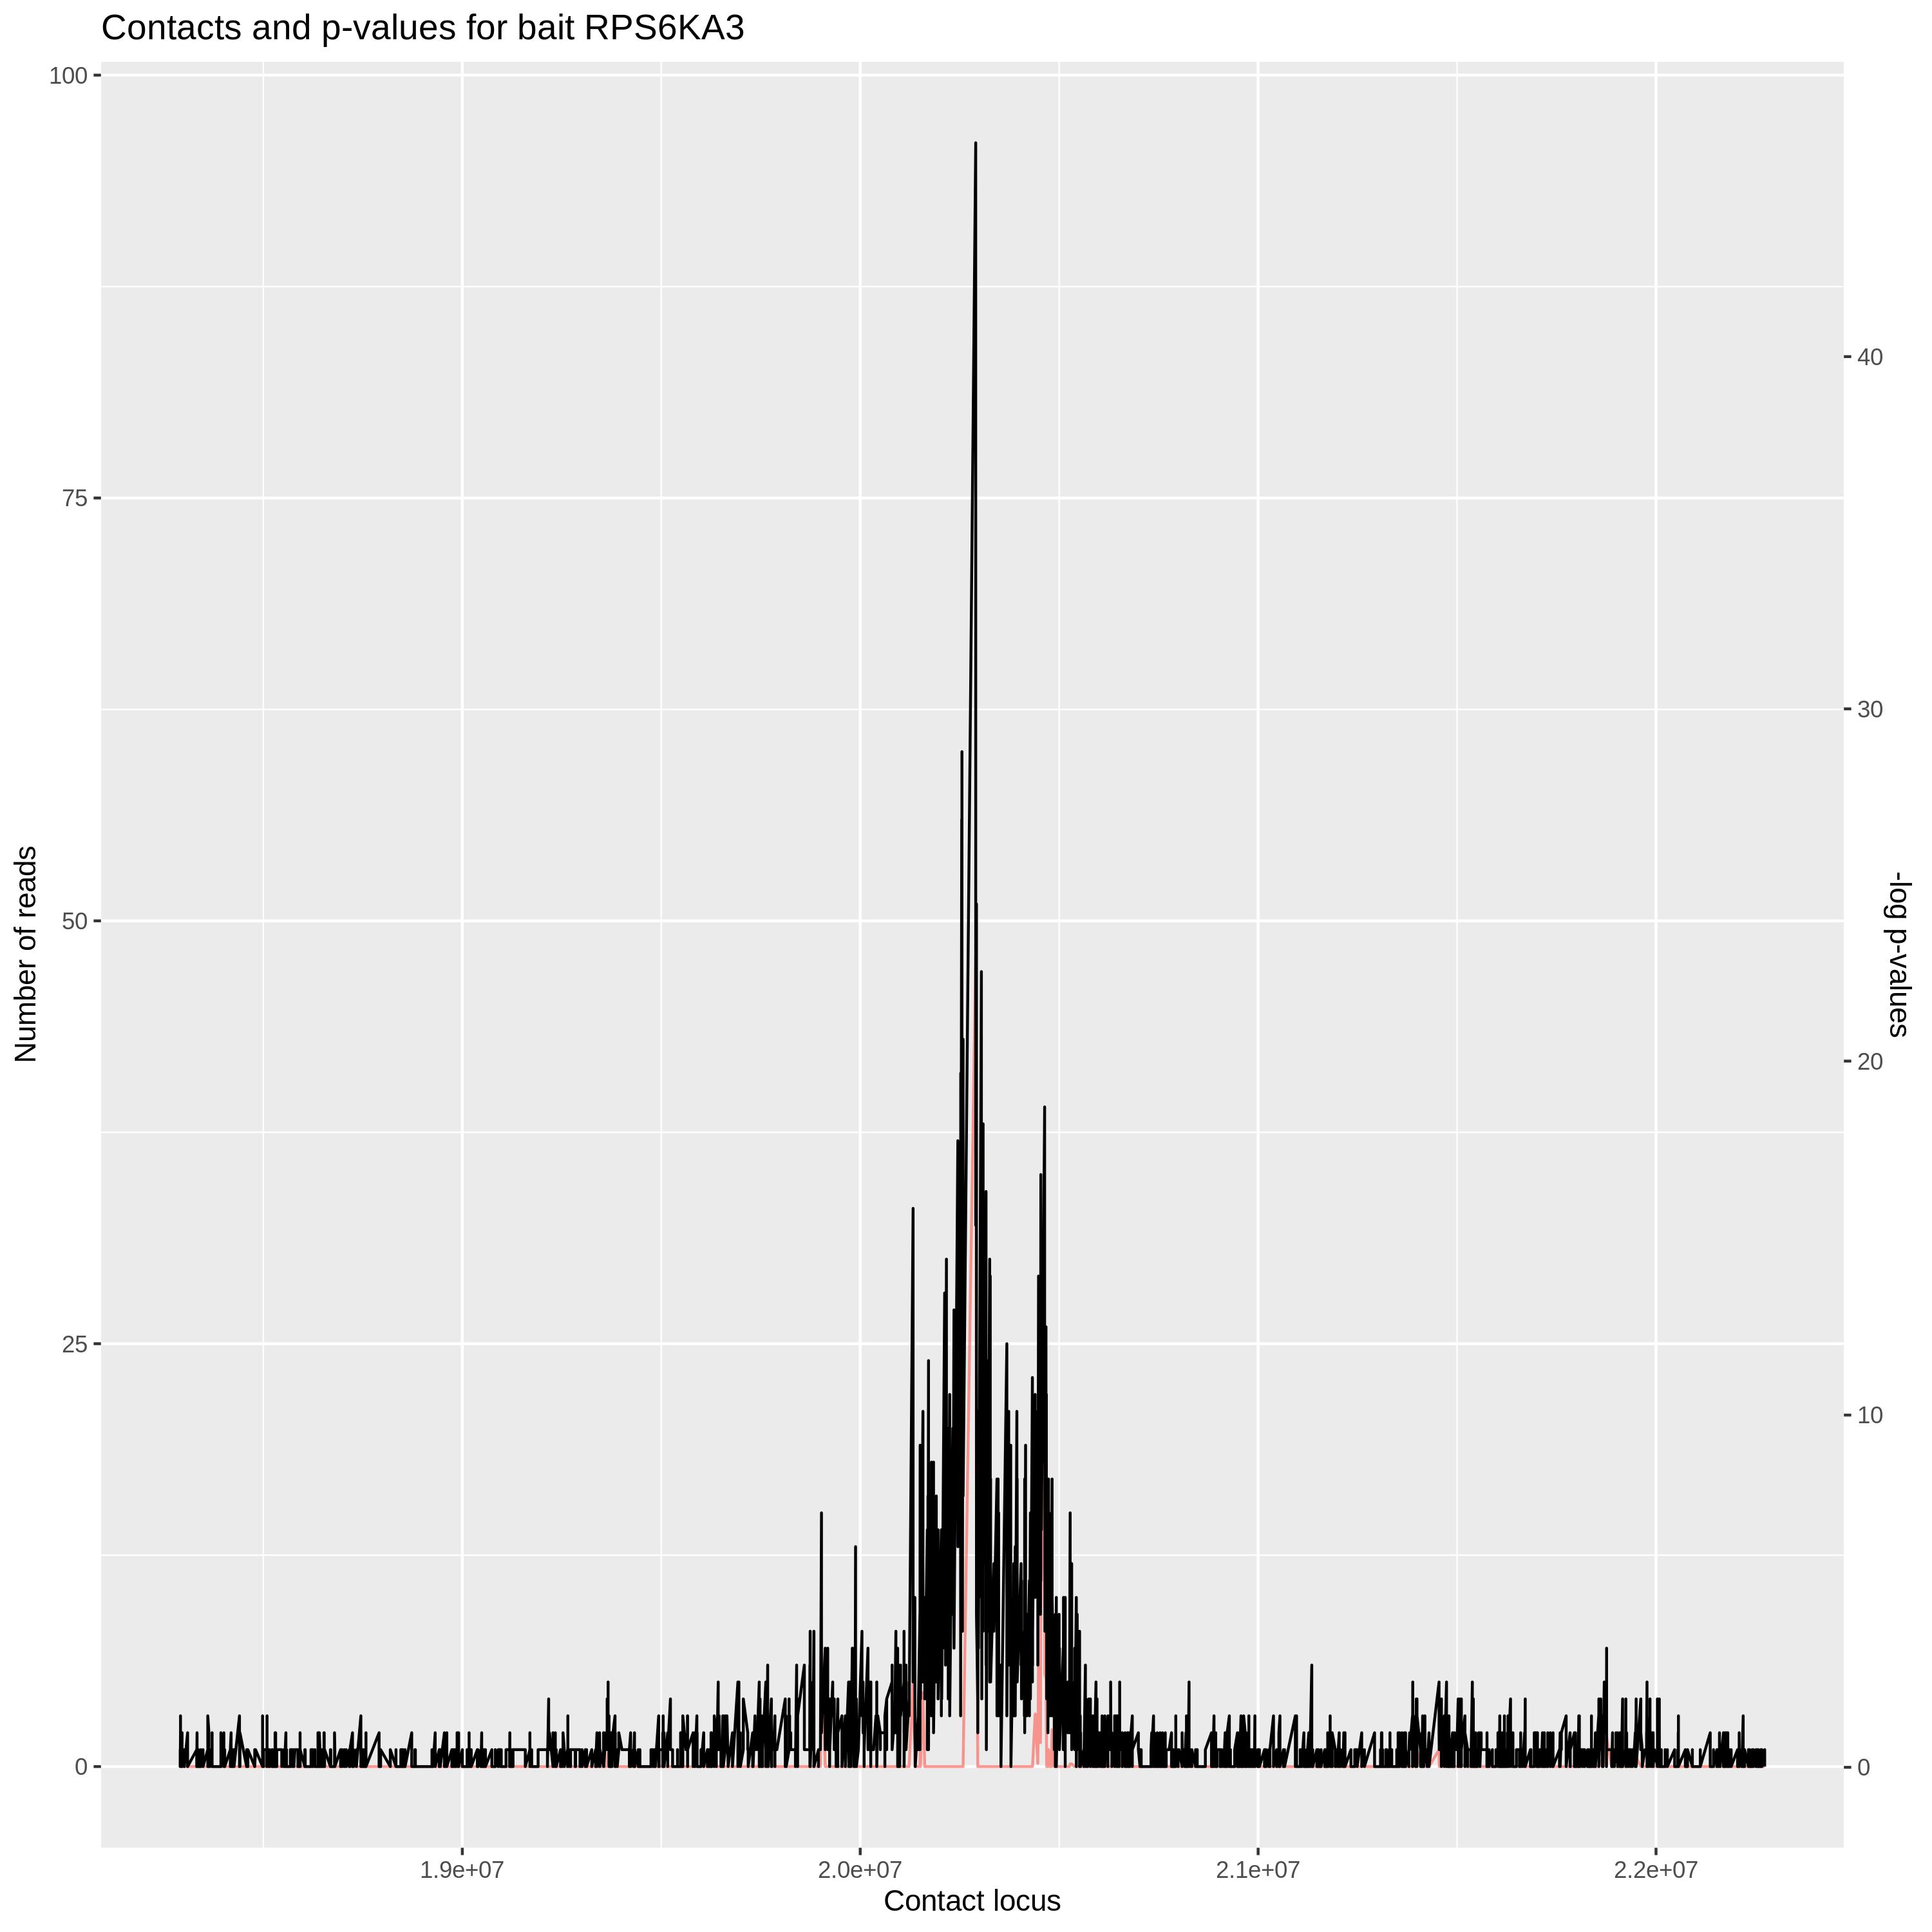 Contacts and p-values for bait RPS6KA3
100
75
50
25
0
Number of reads
40
30
20
10
0
-log p-values
1.9e+07 2.0e+07 2.1e+07 2.2e+07
Contact locus